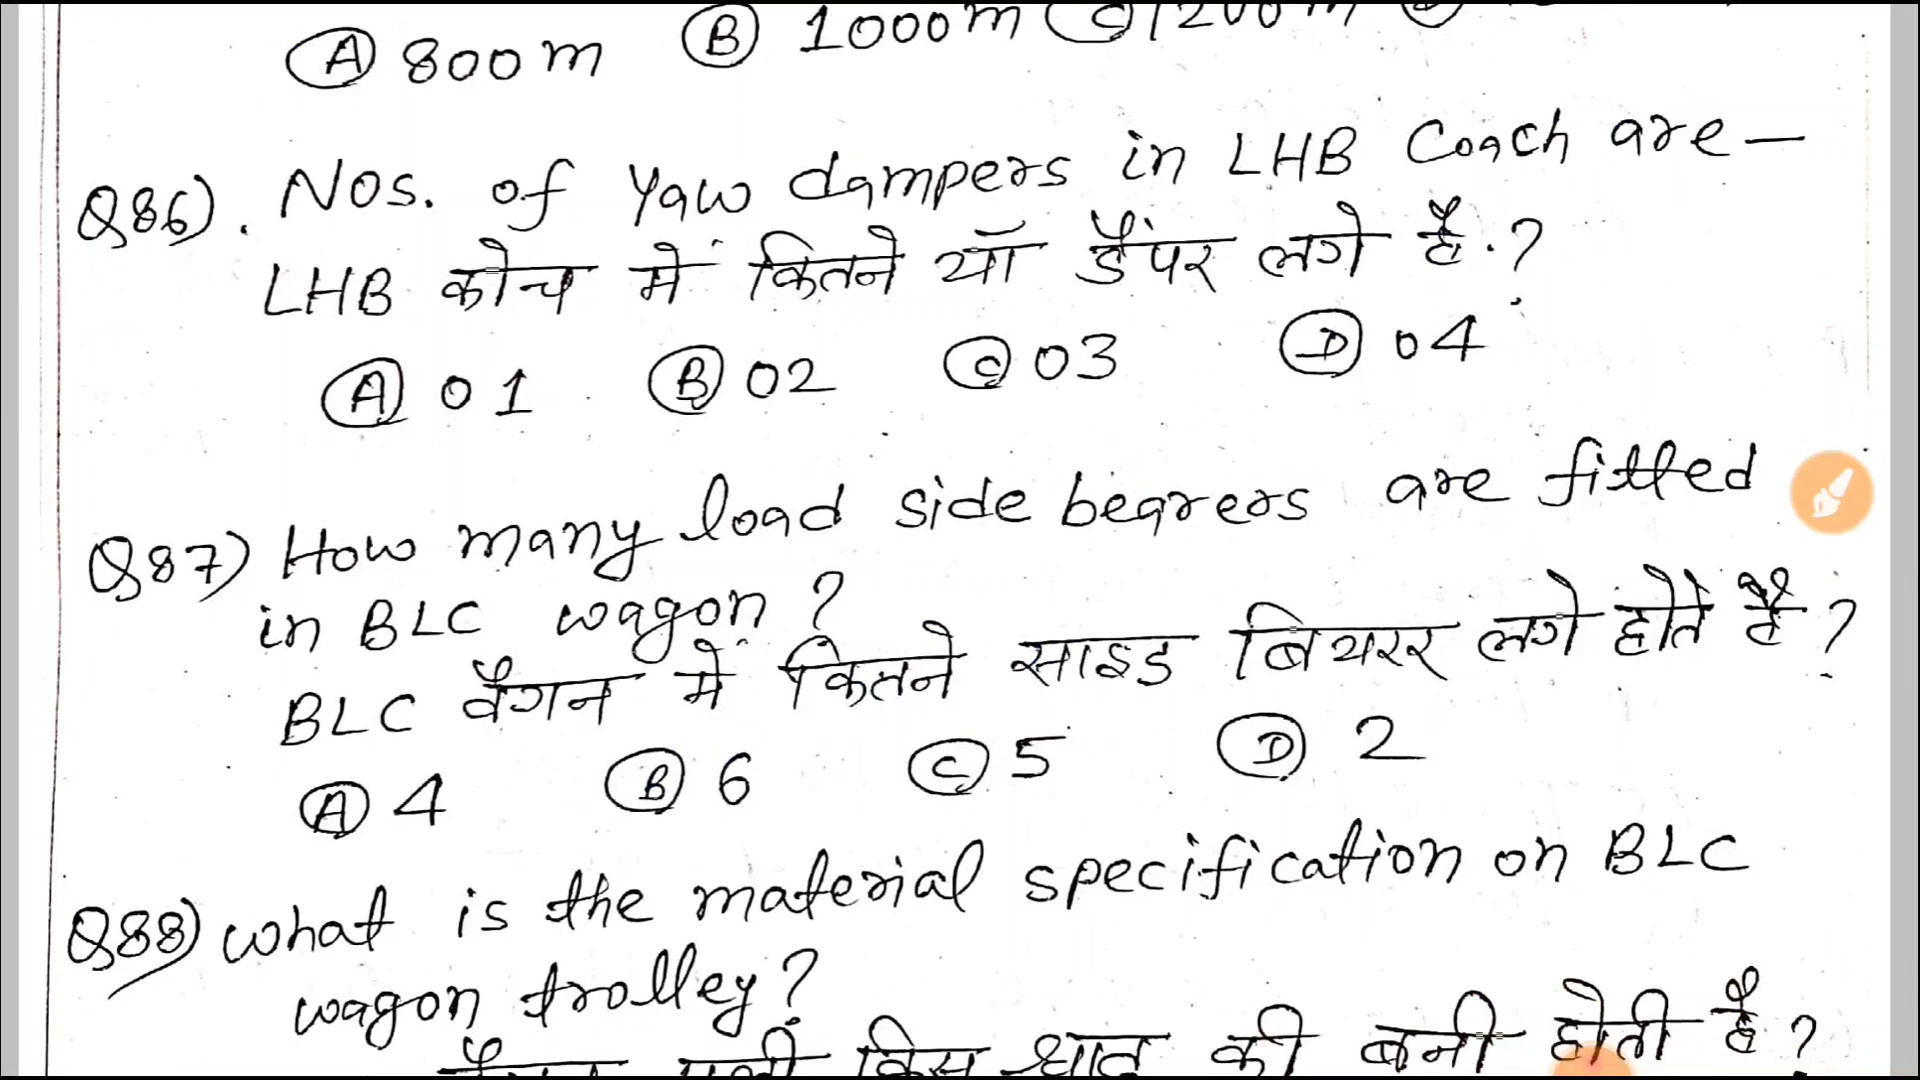 (A) 800m (B) 1000m (C) 1200m
Q86). Nos. of Yaw dampers in LHB Coach are—
LHB कोच में कितने यॉ डैंपर लगे है.?
(A) 01 (B) 02 (C) 03 (D) 04
Q87) How many load side bearers are fitted
in BLC wagon?
BLC वैगन में कितने साइड बियरर लगे होते है?
(A) 4 (B) 6 (C) 5 (D) 2
Q88) What is the material specification on BLC
wagon trolley?
किस धातु की बनी होती है?